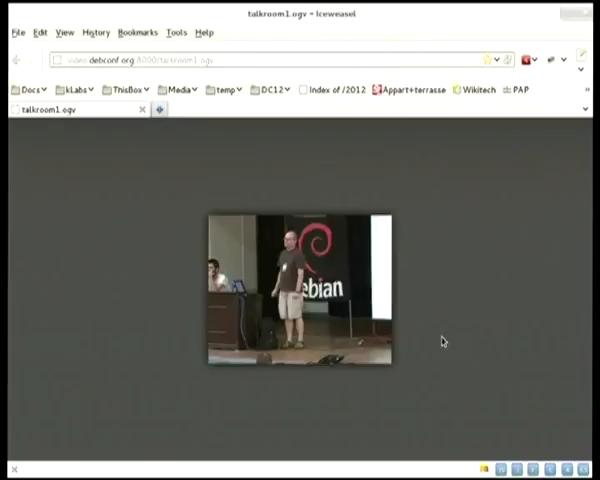 talkroom1.ogv - Iceweasel
File Edit View History Bookmarks Tools Help
video.debconf.org:8000/talkroom1.ogv
Docs kLabs ThisBox Media temp DC12 Index of /2012 Appart+terrasse Wikitech PAP
talkroom1.ogv
ebian